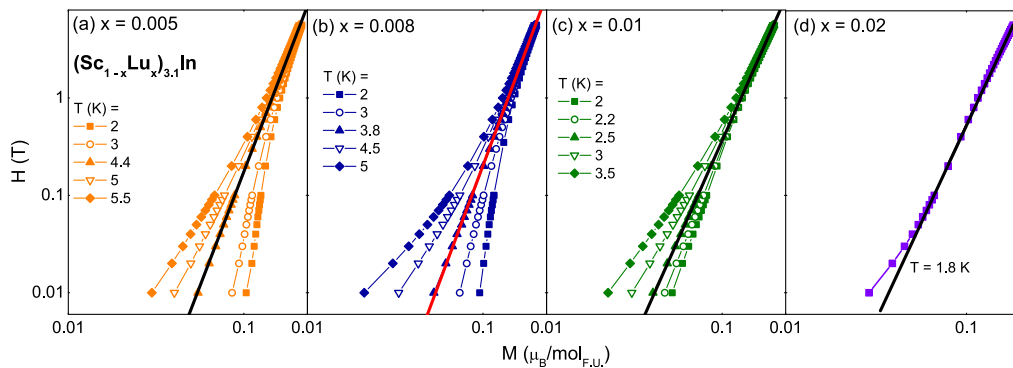 (a) x = 0.005
(b) x = 0.008
(c) x = 0.01
(d) x = 0.02
(Sc1-xLux)3.1In
T (K) =
2
3
4.4
5
5.5
T (K) =
2
3
3.8
4.5
5
T (K) =
2
2.2
2.5
3
3.5
T = 1.8 K
H (T)
1
0.1
0.01
0.01
0.1
0.01
0.1
0.01
0.1
0.01
0.1
M (μB/molF.U.)